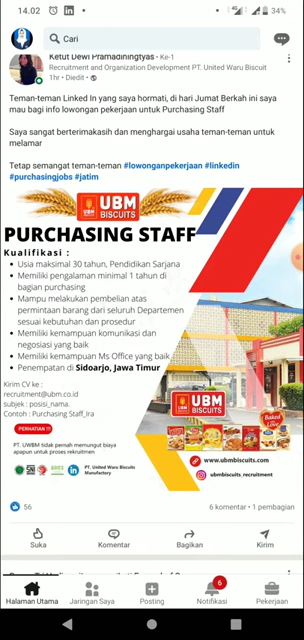 14.02
34%
Cari
Ketut Dewi Pramadiningtyas • Ke-1
Recruitment and Organization Development PT. United Waru Biscuit
1hr • Diedit •
Teman-teman Linked In yang saya hormati, di hari Jumat Berkah ini saya
mau bagi info lowongan pekerjaan untuk Purchasing Staff
Saya sangat berterimakasih dan menghargai usaha teman-teman untuk
melamar
Tetap semangat teman-teman #lowonganpekerjaan #linkedin
#purchasingjobs #jatim
UBM
UBM
BISCUITS
PURCHASING STAFF
Kualifikasi :
• Usia maksimal 30 tahun, Pendidikan Sarjana
• Memiliki pengalaman minimal 1 tahun di
bagian purchasing
• Mampu melakukan pembelian atas
permintaan barang dari seluruh Departemen
sesuai kebutuhan dan prosedur
• Memiliki kemampuan komunikasi dan
negosiasi yang baik
• Memiliki kemampuan Ms Office yang baik
• Penempatan di Sidoarjo, Jawa Timur
Kirim CV ke :
recruitment@ubm.co.id
subjek : posisi_nama.
Contoh : Purchasing Staff_Ira
PERHATIAN !!!
PT. UWBM tidak pernah memungut biaya
apapun untuk proses rekruitmen
PT. United Waru Biscuits
Manufactory
UBM
BISCUITS
Baked
with
Love
www.ubmbiscuits.com
ubmbiscuits_recruitment
56
6 komentar • 1 pembagian
Suka
Komentar
Bagikan
Kirim
6
Halaman Utama
Jaringan Saya
Posting
Notifikasi
Pekerjaan